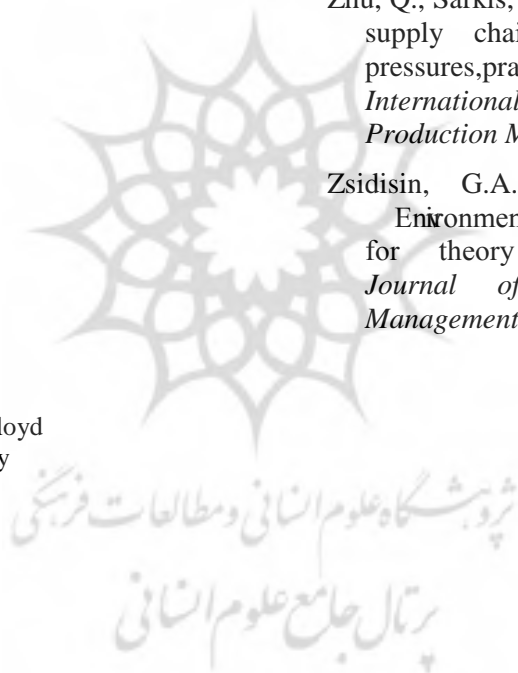 Zhu, Q., Sarkis,
supply chai
pressures,pra
International
Production M
Zsidisin, G.A.
Environmen
for theory
Journal of
Management
loyd
y
پژوهشگاه علوم انسانی و مطالعات فرهنگی
پرتال جامع علوم انسانی